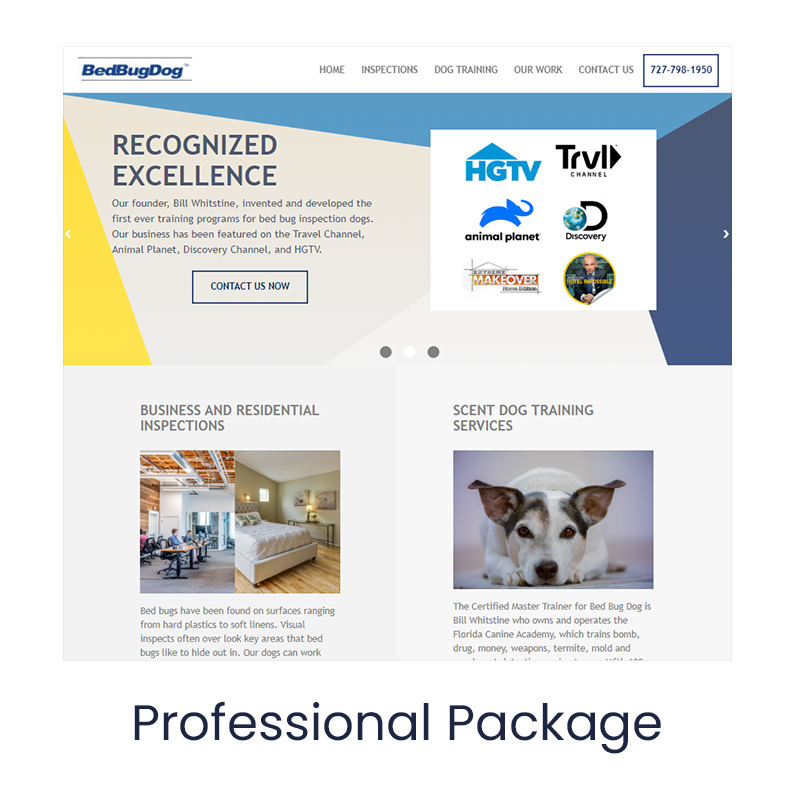 BedBugDog™
HOME INSPECTIONS DOG TRAINING OUR WORK CONTACT US 727-798-1950
RECOGNIZED
EXCELLENCE
Our founder, Bill Whitstine, invented and developed the
first ever training programs for bed bug inspection dogs.
Our business has been featured on the Travel Channel,
Animal Planet, Discovery Channel, and HGTV.
CONTACT US NOW
HGTV
Trvl
CHANNEL
animal planet
D
Discovery
EXTREME
MAKEOVER
Home Edition
HOTEL IMPOSSIBLE
BUSINESS AND RESIDENTIAL
INSPECTIONS
Bed bugs have been found on surfaces ranging
from hard plastics to soft linens. Visual
inspects often over look key areas that bed
bugs like to hide out in. Our dogs can work
SCENT DOG TRAINING
SERVICES
The Certified Master Trainer for Bed Bug Dog is
Bill Whitstine who owns and operates the
Florida Canine Academy, which trains bomb,
drug, money, weapons, termite, mold and
Professional Package